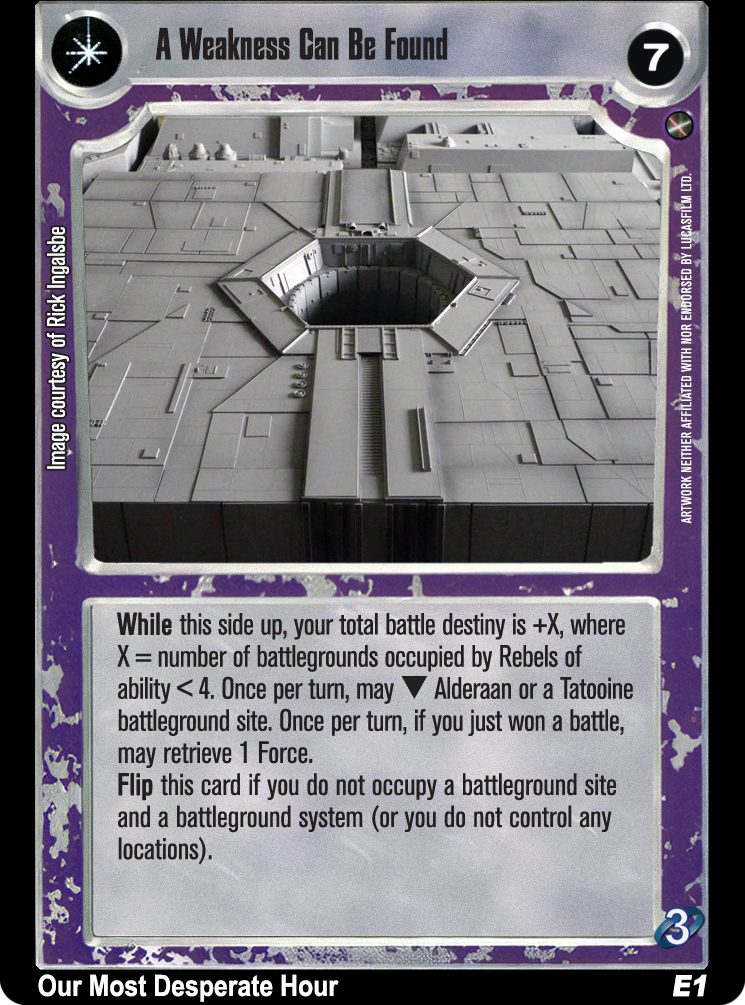 A Weakness Can Be Found
7
Image courtesy of Rick Ingalsbe
ARTWORK NEITHER AFFILIATED WITH NOR ENDORSED BY LUCASFILM LTD.
While this side up, your total battle destiny is +X, where
X = number of battlegrounds occupied by Rebels of
ability < 4. Once per turn, may ▼ Alderaan or a Tatooine
battleground site. Once per turn, if you just won a battle,
may retrieve 1 Force.
Flip this card if you do not occupy a battleground site
and a battleground system (or you do not control any
locations).
3
Our Most Desperate Hour
E1